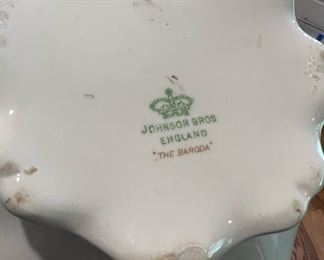 JOHNSON BROS
ENGLAND
"THE BARODA"